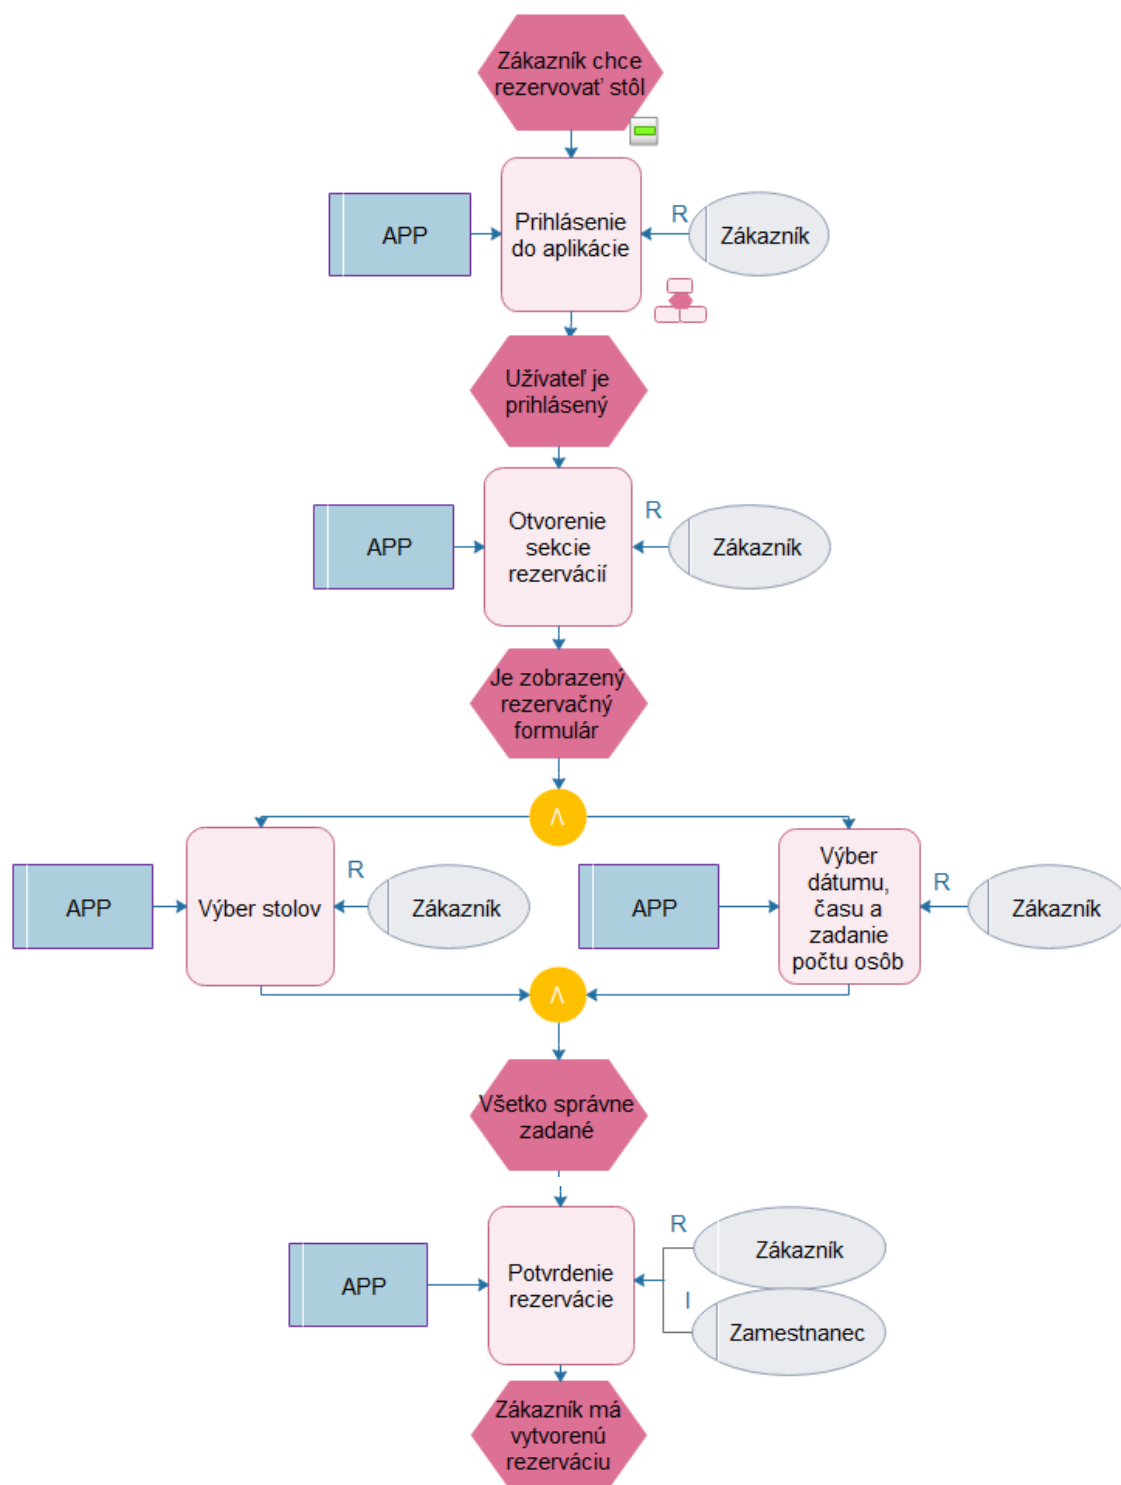 Zákazník chce
rezervovať stôl
APP
Prihlásenie
do aplikácie
R
Zákazník
Užívateľ je
prihlásený
APP
Otvorenie
sekcie
rezervácií
R
Zákazník
Je zobrazený
rezervačný
formulár
Λ
APP
Výber stolov
R
Zákazník
APP
Výber
dátumu,
času a
zadanie
počtu osôb
R
Zákazník
Λ
Všetko správne
zadané
APP
Potvrdenie
rezervácie
R
Zákazník
I
Zamestnanec
Zákazník má
vytvorenú
rezerváciu